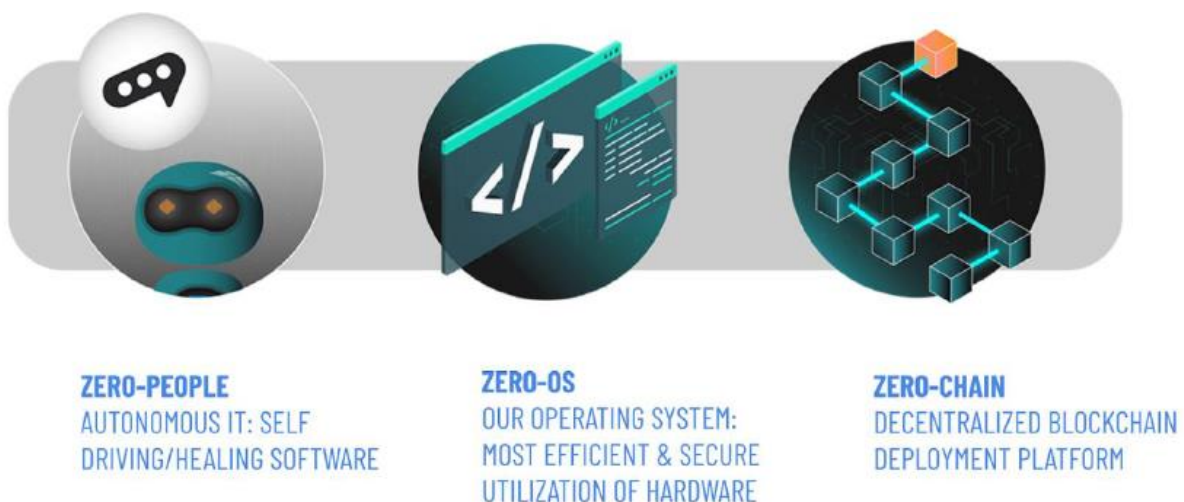 ZERO-PEOPLE
AUTONOMOUS IT: SELF
DRIVING/HEALING SOFTWARE
ZERO-OS
OUR OPERATING SYSTEM:
MOST EFFICIENT & SECURE
UTILIZATION OF HARDWARE
ZERO-CHAIN
DECENTRALIZED BLOCKCHAIN
DEPLOYMENT PLATFORM